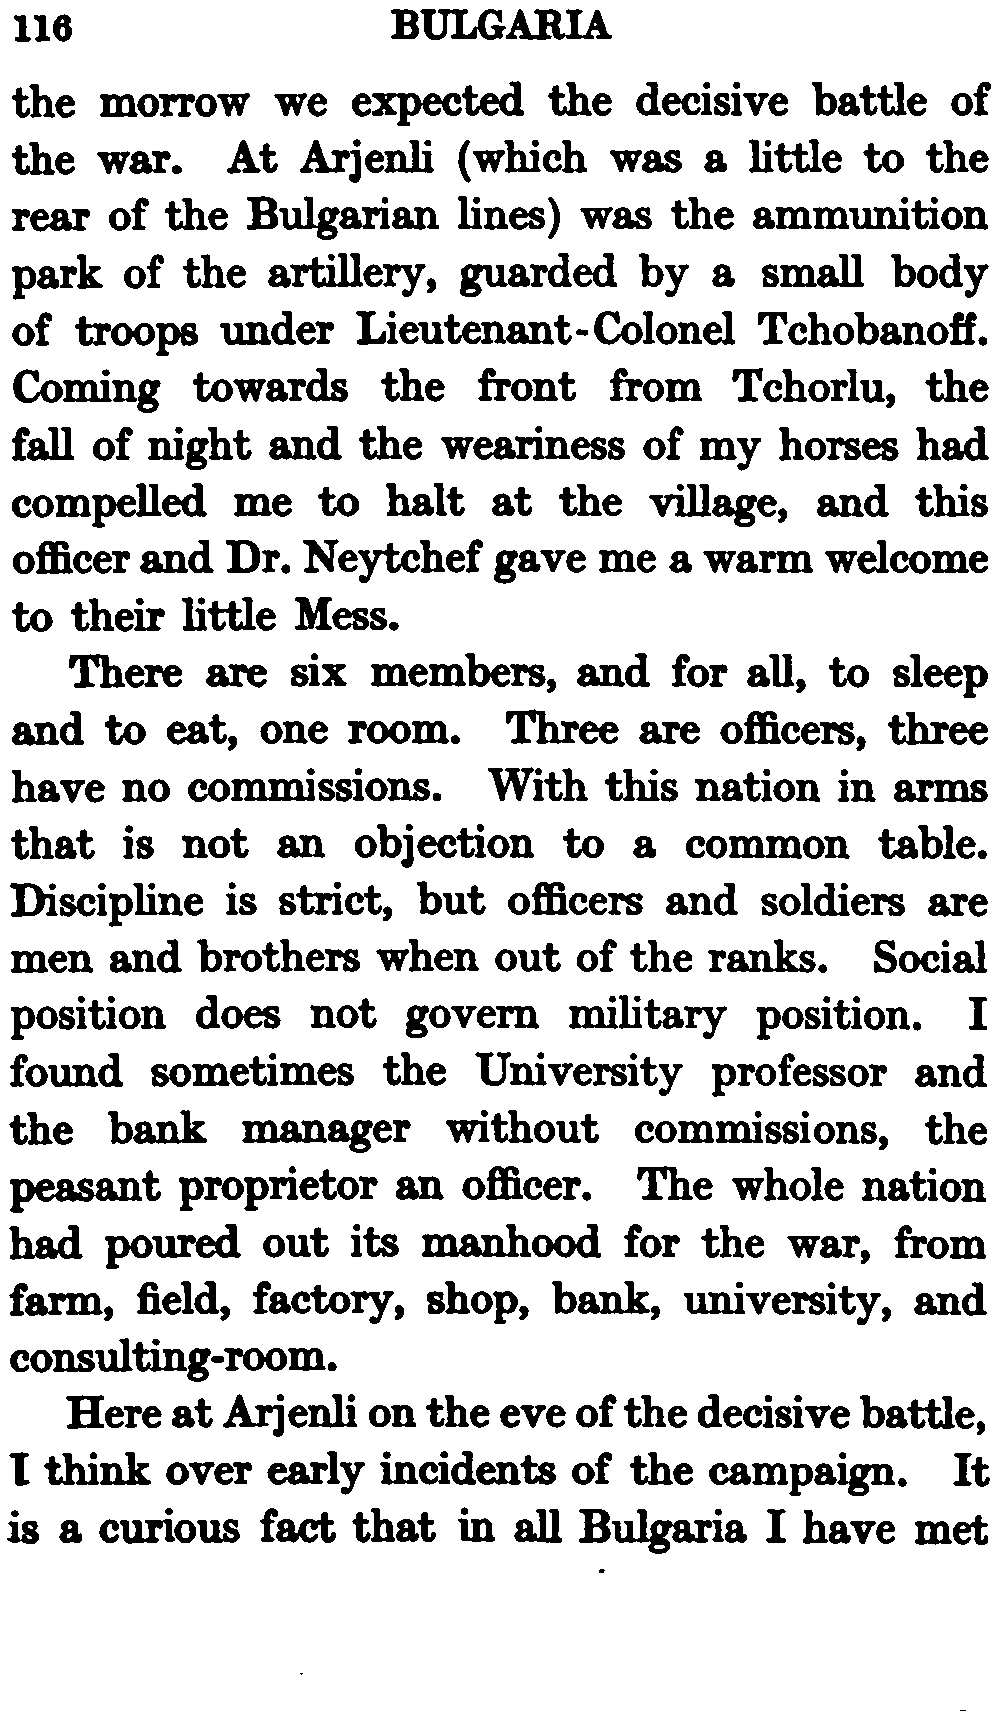 116 BULGARIA
the morrow we expected the decisive battle of
the war. At Arjenli (which was a little to the
rear of the Bulgarian lines) was the ammunition
park of the artillery, guarded by a small body
of troops under Lieutenant-Colonel Tchobanoff.
Coming towards the front from Tchorlu, the
fall of night and the weariness of my horses had
compelled me to halt at the village, and this
officer and Dr. Neytchef gave me a warm welcome
to their little Mess.
There are six members, and for all, to sleep
and to eat, one room. Three are officers, three
have no commissions. With this nation in arms
that is not an objection to a common table.
Discipline is strict, but officers and soldiers are
men and brothers when out of the ranks. Social
position does not govern military position. I
found sometimes the University professor and
the bank manager without commissions, the
peasant proprietor an officer. The whole nation
had poured out its manhood for the war, from
farm, field, factory, shop, bank, university, and
consulting-room.
Here at Arjenli on the eve of the decisive battle,
I think over early incidents of the campaign. It
is a curious fact that in all Bulgaria I have met